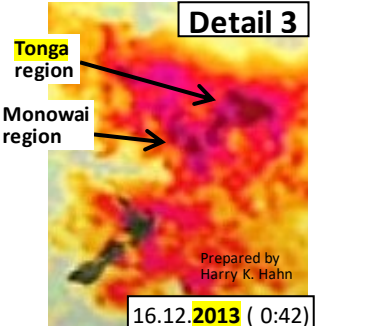 Detail 3
Tonga
region
Monowai
region
Prepared by
Harry K. Hahn
16.12.2013 ( 0:42)